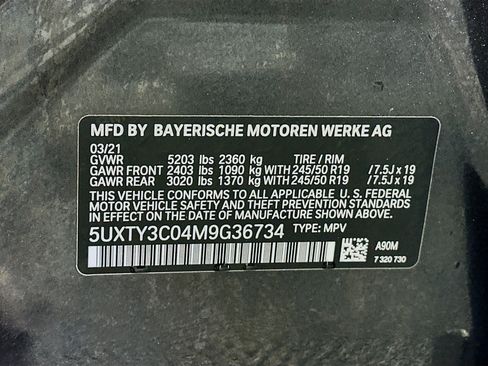 MFD BY BAYERISCHE MOTOREN WERKE AG
03/21
GVWR 5203 lbs 2360 kg TIRE / RIM
GAWR FRONT 2403 lbs 1090 kg WITH 245/50 R19 /7.5J x 19
GAWR REAR 3020 lbs 1370 kg WITH 245/50 R19 /7.5J x 19
THIS VEHICLE CONFORMS TO ALL APPLICABLE U. S. FEDERAL
MOTOR VEHICLE SAFETY STANDARDS IN EFFECT ON THE
DATE OF MANUFACTURE SHOWN ABOVE.
5UXTY3C04M9G36734 TYPE: MPV
A90M
7 320 730